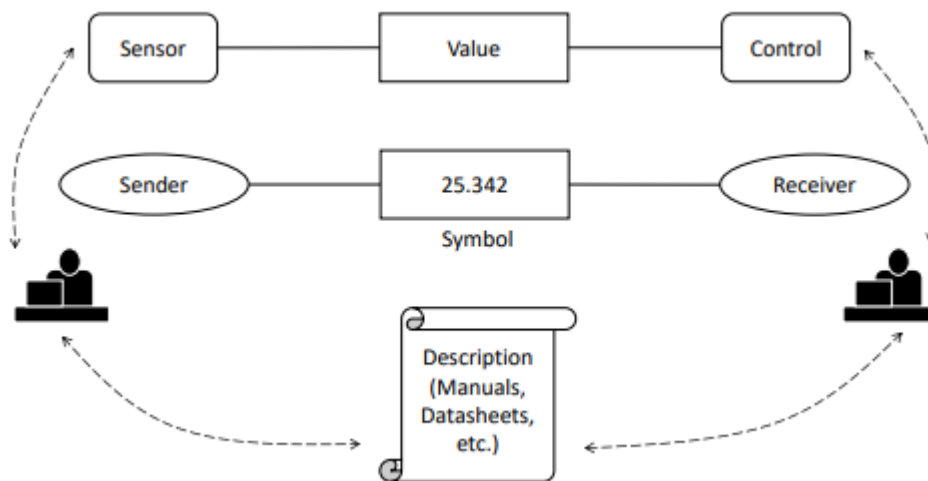 Sensor
Value
Control
Sender
25.342
Receiver
Symbol
Description
(Manuals,
Datasheets,
etc.)